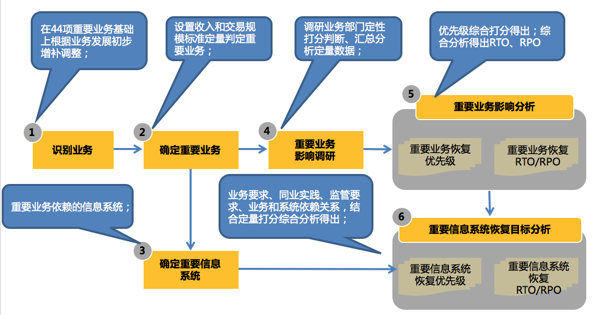 在44项重要业务基础
上根据业务发展初步
增补调整；
设置收入和交易规
模标准定量判定重
要业务；
调研业务部门定性
打分判断、汇总分
析定量数据；
优先级综合打分得出；综
合分析得出RTO、RPO
1
识别业务
2
确定重要业务
4
重要业务
影响调研
5
重要业务影响分析
重要业务恢复
优先级
重要业务恢复
RTO/RPO
重要业务依赖的信息系统；
业务要求、同业实践、监管要
求、业务和系统依赖关系，结
合定量打分综合分析得出；
3
确定重要信息
系统
6
重要信息系统恢复目标分析
重要信息系统
恢复优先级
重要信息系统
恢复
RTO/RPO